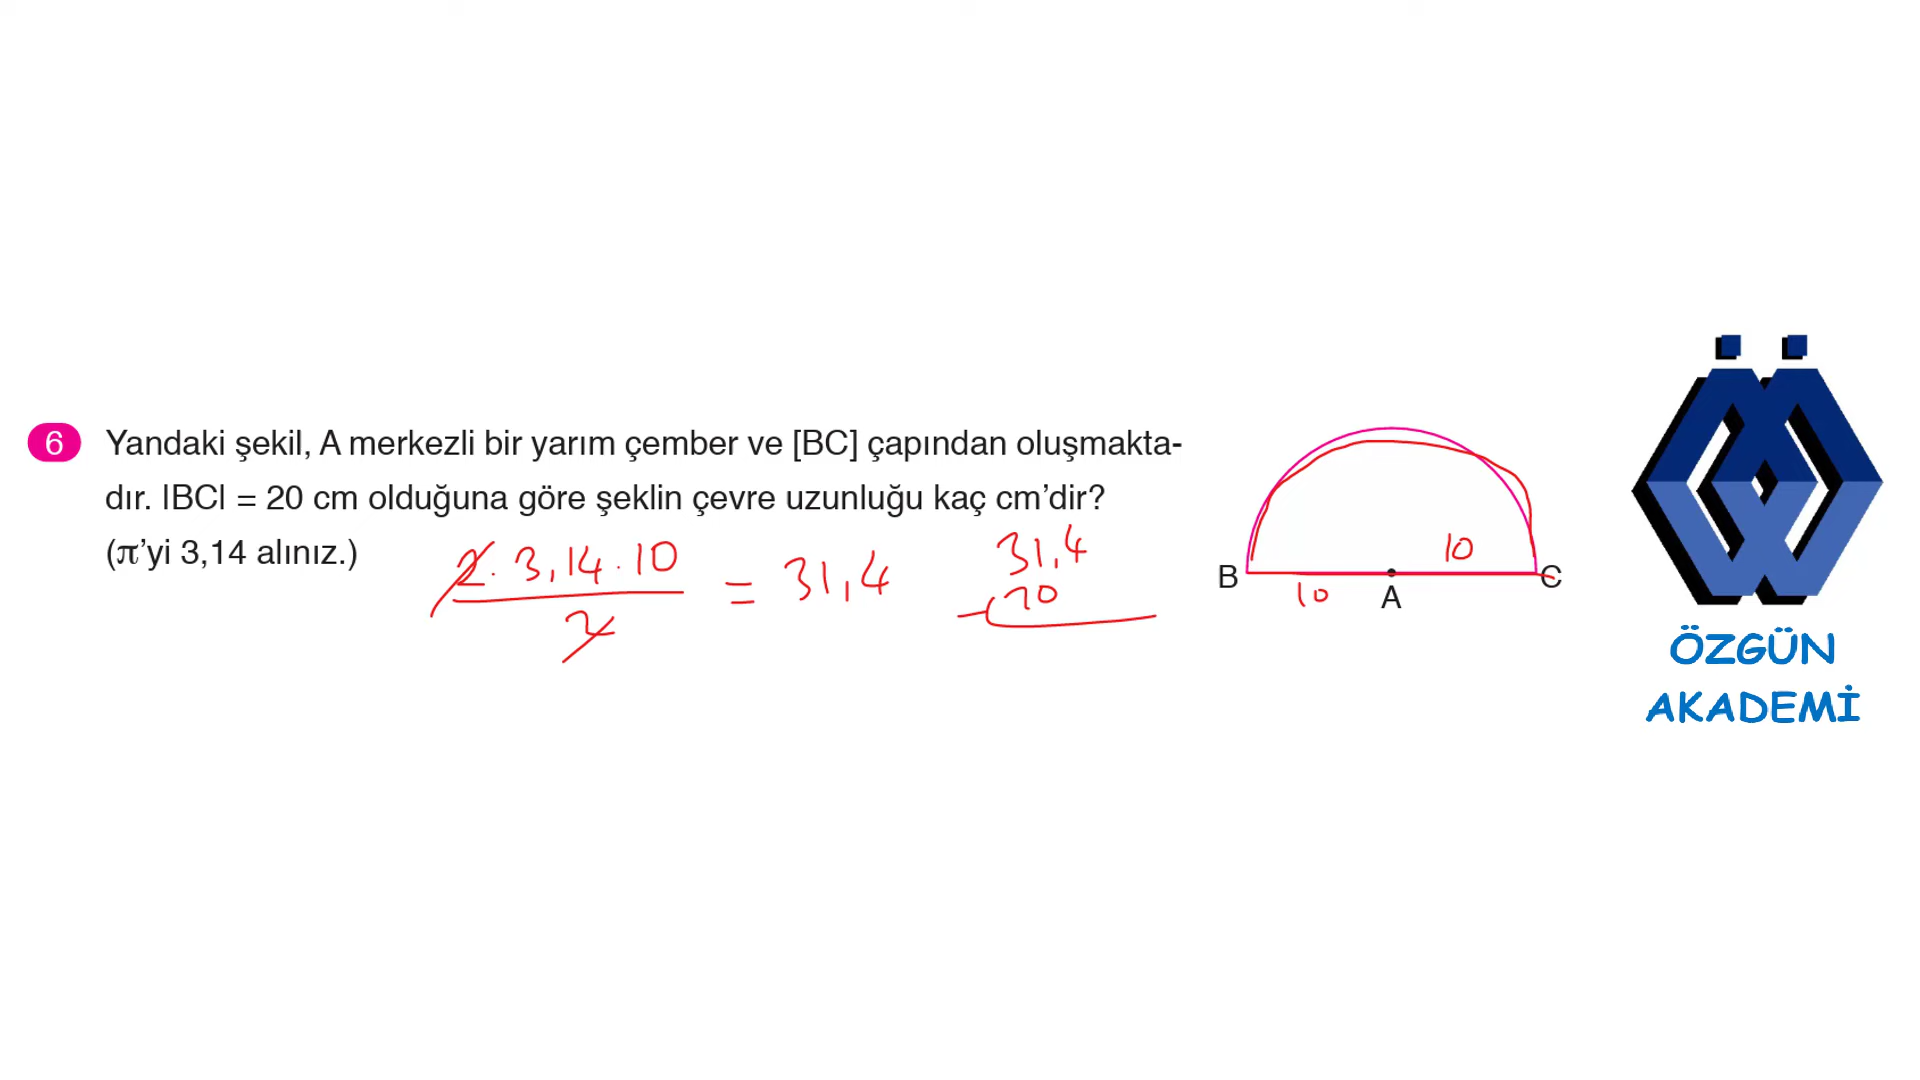 6 Yandaki şekil, A merkezli bir yarım çember ve [BC] çapından oluşmakta-
dır. |BC| = 20 cm olduğuna göre şeklin çevre uzunluğu kaç cm’dir?
(π’yi 3,14 alınız.)
2 . 3,14 . 10
2
= 31,4
31,4
20
10
B
10
A
C
ÖZGÜN
AKADEMİ